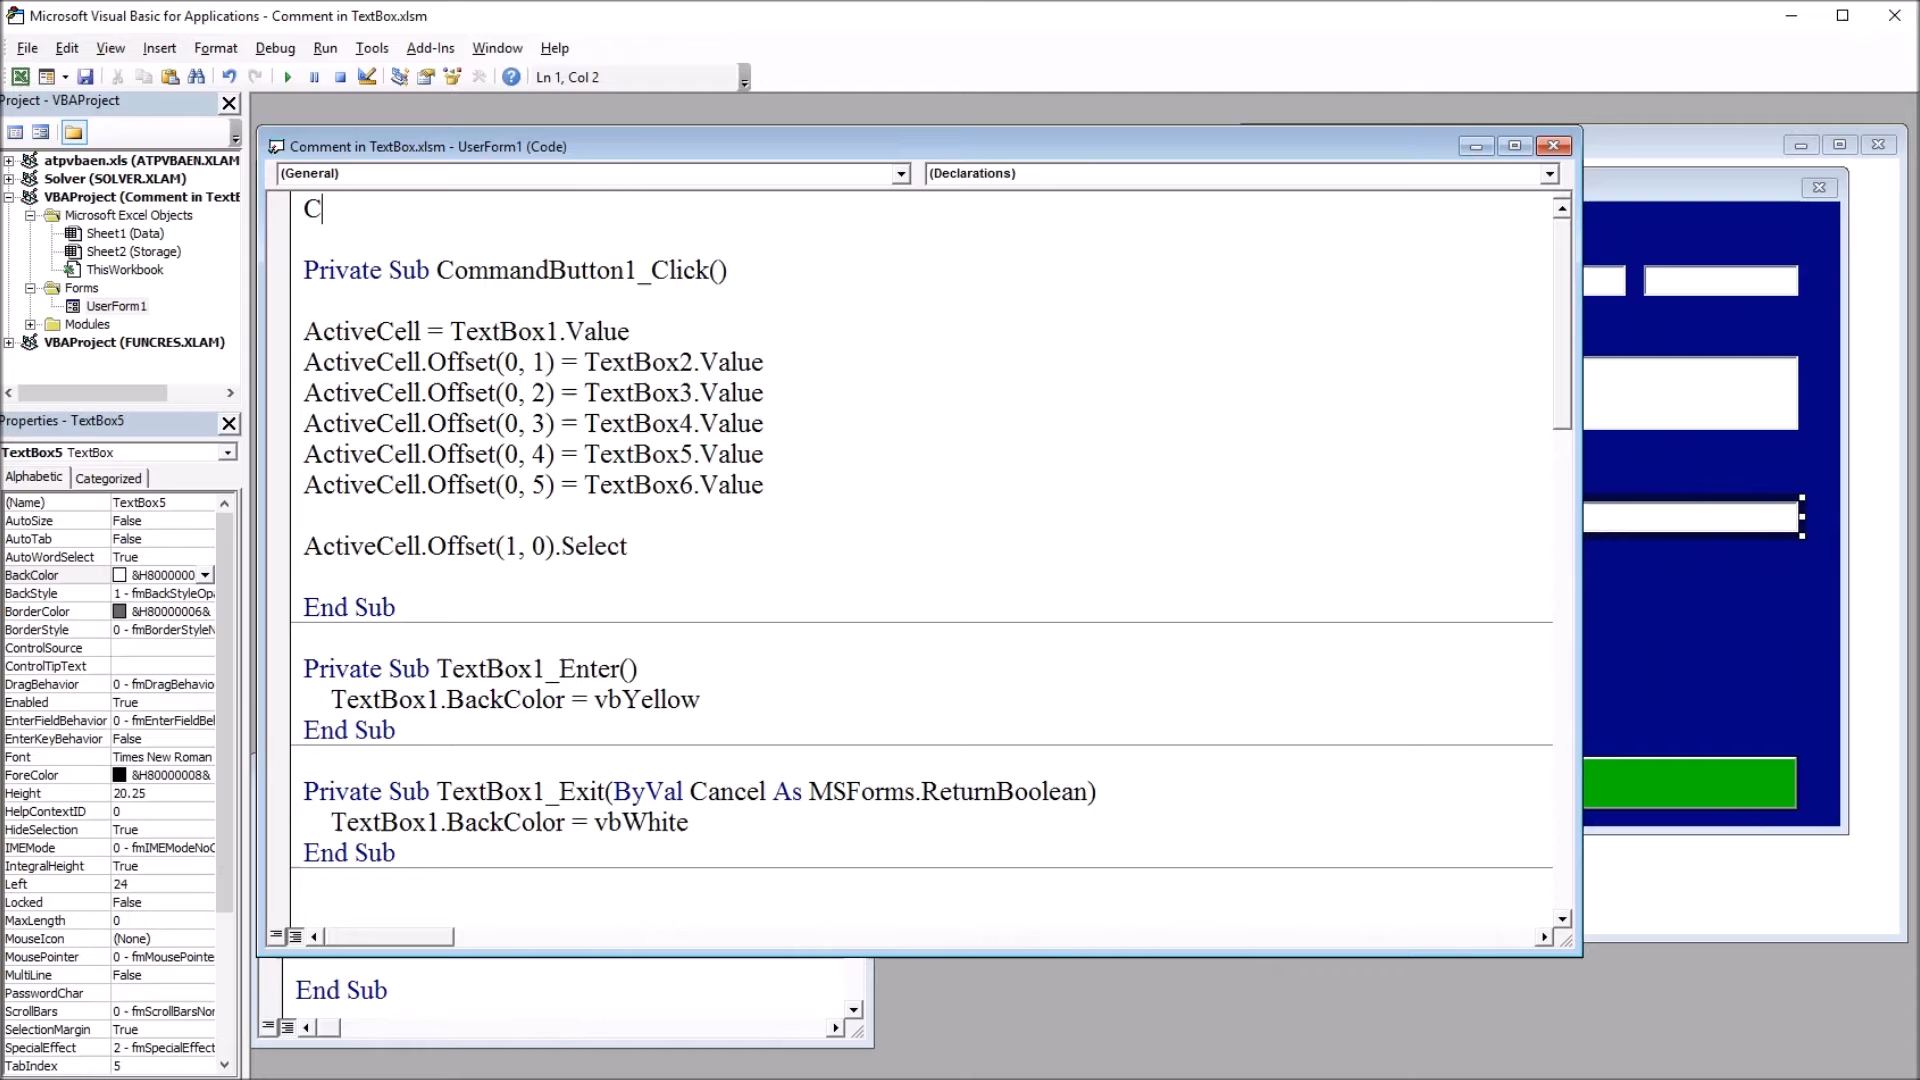 Microsoft Visual Basic for Applications - Comment in TextBox.xlsm
File Edit View Insert Format Debug Run Tools Add-Ins Window Help
Ln 1, Col 2
Project - VBAProject
atpvbaen.xls (ATPVBAEN.XLAM
Solver (SOLVER.XLAM)
VBAProject (Comment in TextB
Microsoft Excel Objects
Sheet1 (Data)
Sheet2 (Storage)
ThisWorkbook
Forms
UserForm1
Modules
VBAProject (FUNCRES.XLAM)
Properties - TextBox5
TextBox5 TextBox
Alphabetic Categorized
(Name) TextBox5
AutoSize False
AutoTab False
AutoWordSelect True
BackColor &H8000000
BackStyle 1 - fmBackStyleOpa
BorderColor &H80000006&
BorderStyle 0 - fmBorderStyleN
ControlSource
ControlTipText
DragBehavior 0 - fmDragBehavio
Enabled True
EnterFieldBehavior 0 - fmEnterFieldBel
EnterKeyBehavior False
Font Times New Roman
ForeColor &H80000008&
Height 20.25
HelpContextID 0
HideSelection True
IMEMode 0 - fmIMEModeNoC
IntegralHeight True
Left 24
Locked False
MaxLength 0
MouseIcon (None)
MousePointer 0 - fmMousePointe
MultiLine False
PasswordChar
ScrollBars 0 - fmScrollBarsNor
SelectionMargin True
SpecialEffect 2 - fmSpecialEffect
TabIndex 5
Comment in TextBox.xlsm - UserForm1 (Code)
(General) (Declarations)
C
Private Sub CommandButton1_Click()
ActiveCell = TextBox1.Value
ActiveCell.Offset(0, 1) = TextBox2.Value
ActiveCell.Offset(0, 2) = TextBox3.Value
ActiveCell.Offset(0, 3) = TextBox4.Value
ActiveCell.Offset(0, 4) = TextBox5.Value
ActiveCell.Offset(0, 5) = TextBox6.Value
ActiveCell.Offset(1, 0).Select
End Sub
Private Sub TextBox1_Enter()
TextBox1.BackColor = vbYellow
End Sub
Private Sub TextBox1_Exit(ByVal Cancel As MSForms.ReturnBoolean)
TextBox1.BackColor = vbWhite
End Sub
End Sub